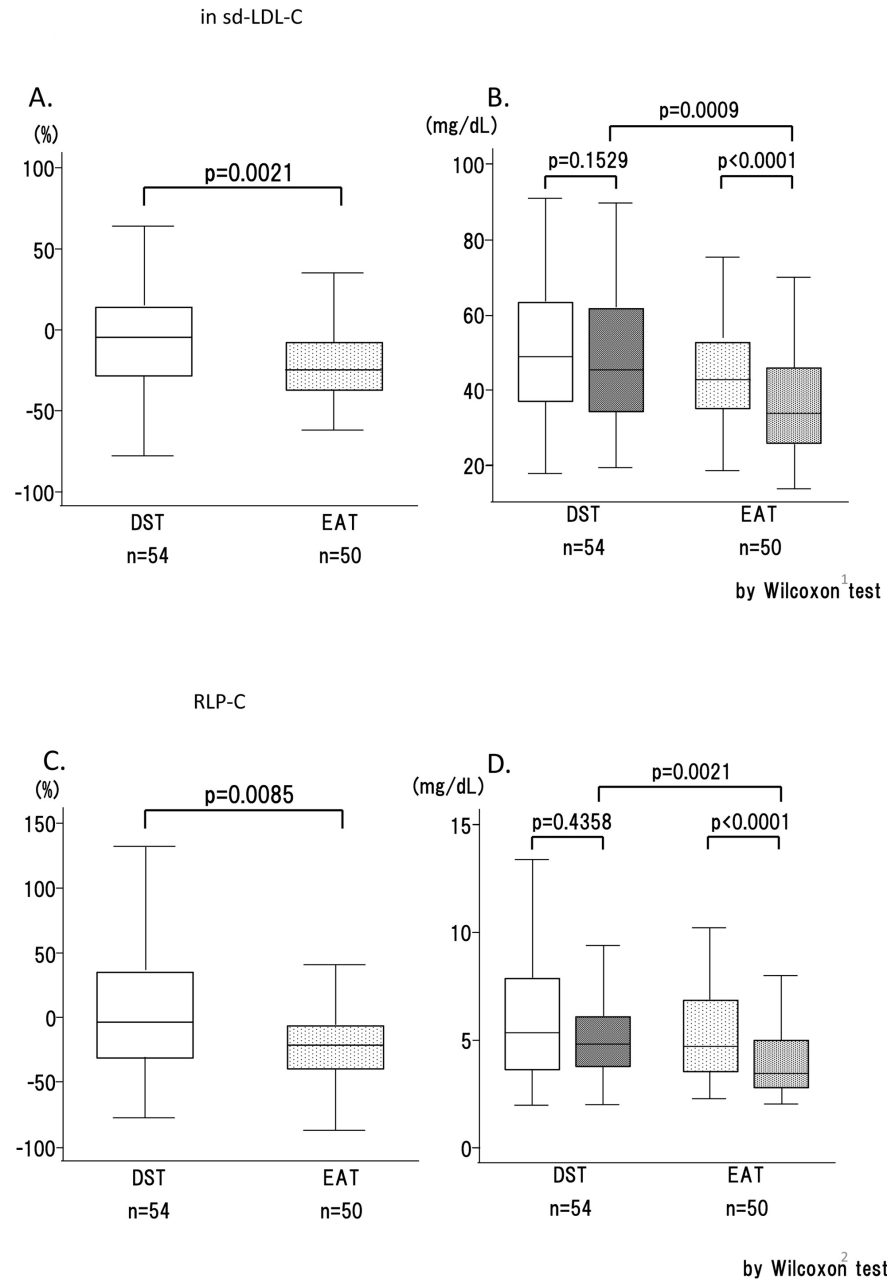 in sd-LDL-C
A.
(%)
p=0.0021
100
50
0
-50
-100
DST
EAT
n=54
n=50
B.
(mg/dL)
p=0.0009
p=0.1529
p<0.0001
100
80
60
40
20
DST
EAT
n=54
n=50
by Wilcoxon test
1
RLP-C
C.
(%)
p=0.0085
150
100
50
0
-50
-100
DST
EAT
n=54
n=50
D.
(mg/dL)
p=0.0021
p=0.4358
p<0.0001
15
10
5
0
DST
EAT
n=54
n=50
by Wilcoxon test
2